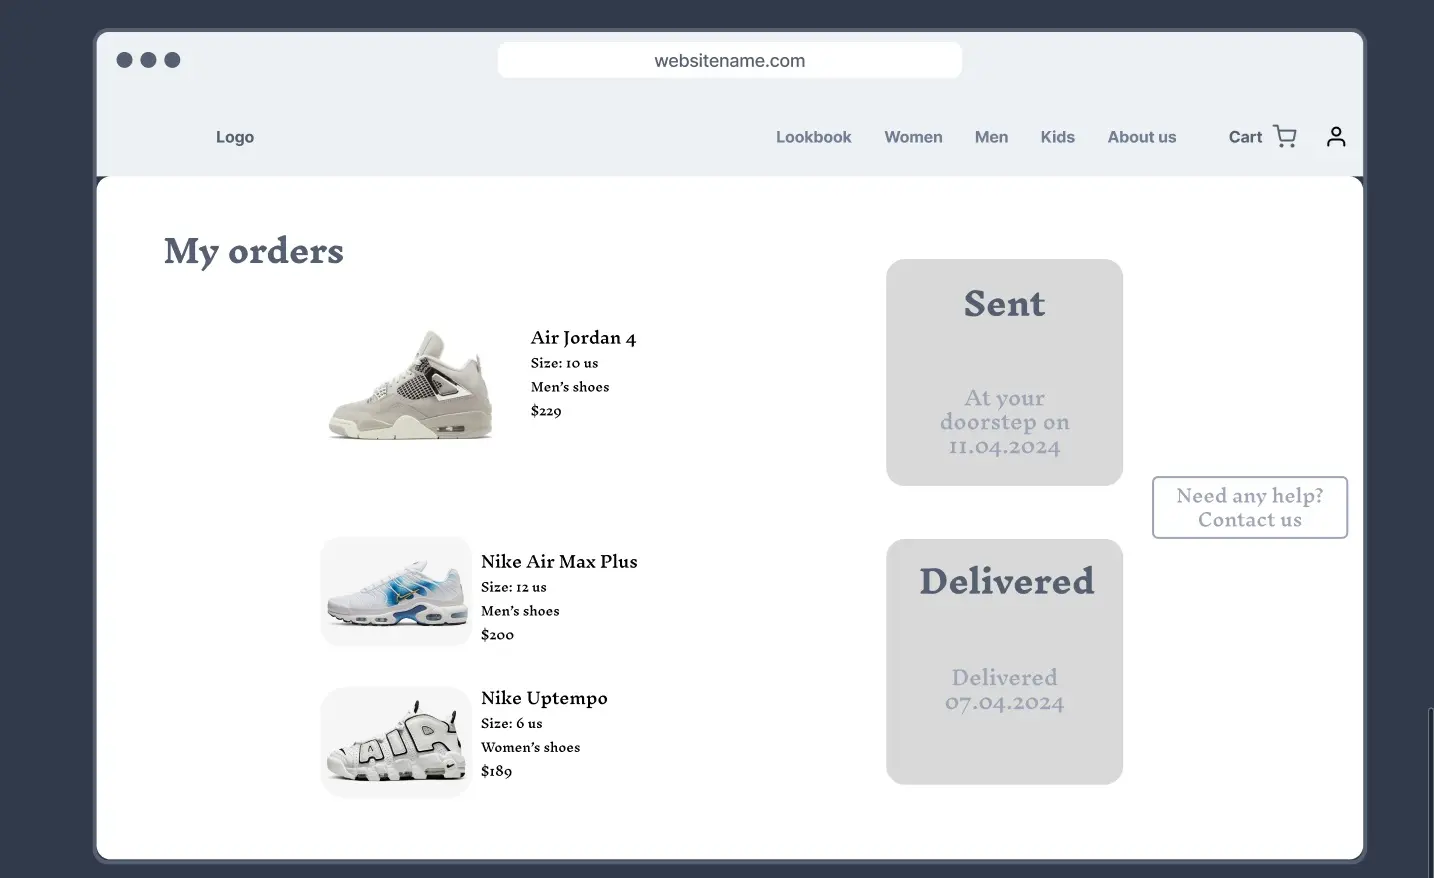 websitename.com
Logo
Lookbook
Women
Men
Kids
About us
Cart
My orders
Air Jordan 4
Size: 10 us
Men's shoes
$229
Sent
At your
doorstep on
11.04.2024
Need any help?
Contact us
Nike Air Max Plus
Size: 12 us
Men's shoes
$200
Nike Uptempo
Size: 6 us
Women's shoes
$189
AIR
Delivered
Delivered
07.04.2024